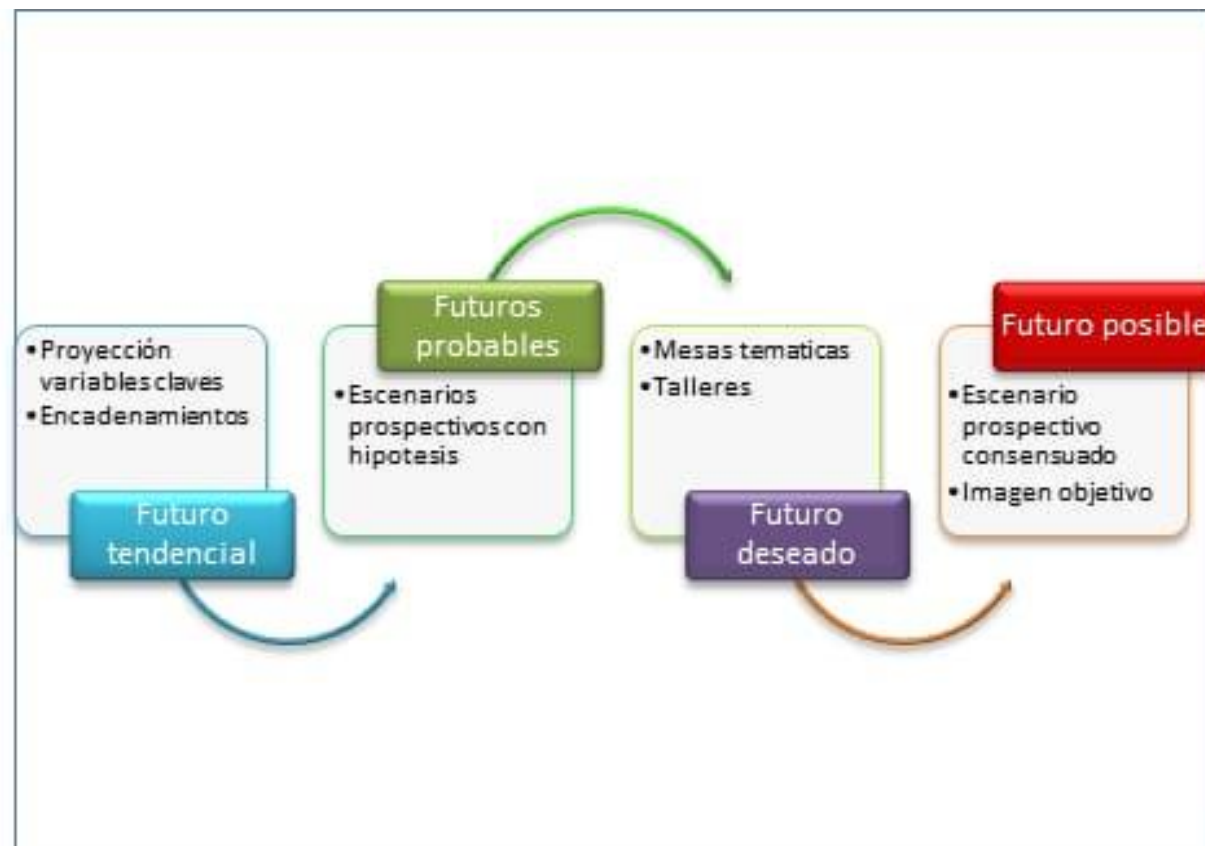 •Proyección
variables claves
•Encadenamientos
Futuro
tendencial
Futuros
probables
•Escenarios
prospectivos con
hipotesis
•Mesas tematicas
•Talleres
Futuro
deseado
Futuro posible
•Escenario
prospectivo
consensuado
•Imagen objetivo